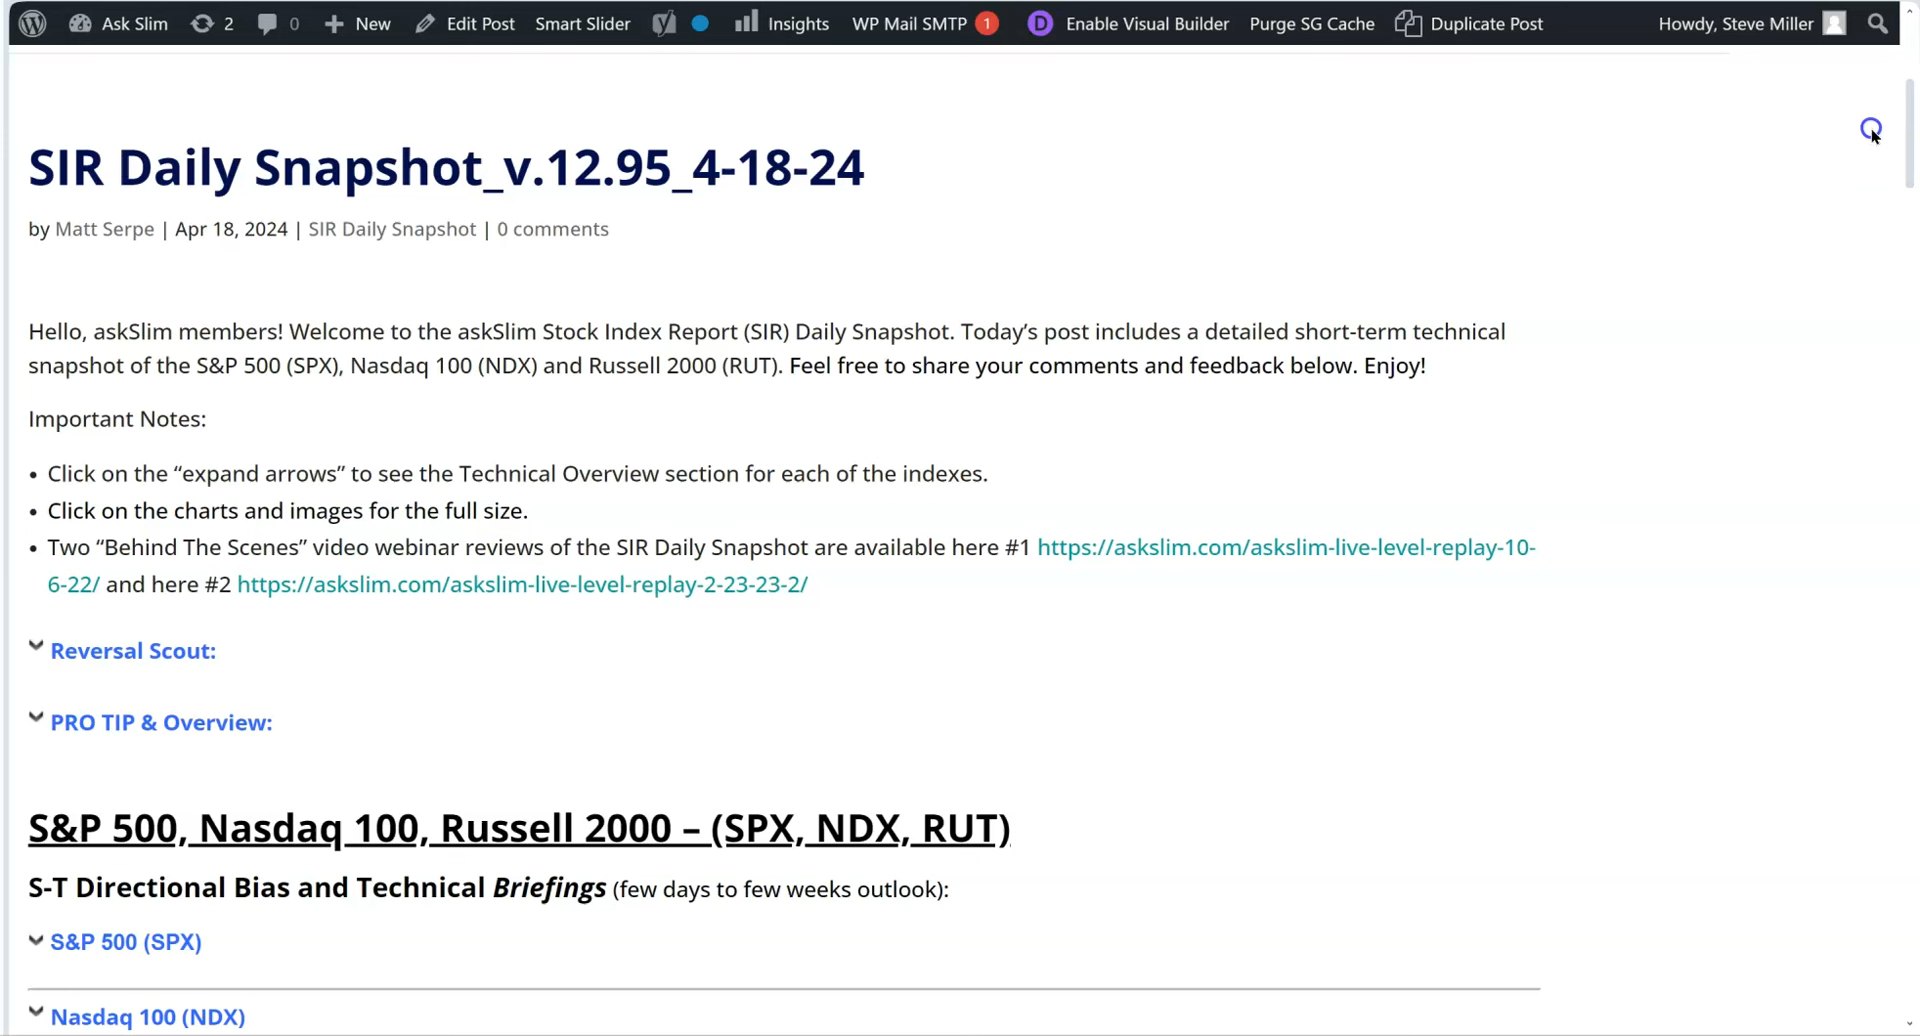 Ask Slim 2 0 New Edit Post Smart Slider Insights WP Mail SMTP 1 D Enable Visual Builder Purge SG Cache Duplicate Post Howdy, Steve Miller
SIR Daily Snapshot_v.12.95_4-18-24
by Matt Serpe | Apr 18, 2024 | SIR Daily Snapshot | 0 comments
Hello, askSlim members! Welcome to the askSlim Stock Index Report (SIR) Daily Snapshot. Today’s post includes a detailed short-term technical
snapshot of the S&P 500 (SPX), Nasdaq 100 (NDX) and Russell 2000 (RUT). Feel free to share your comments and feedback below. Enjoy!
Important Notes:
• Click on the “expand arrows” to see the Technical Overview section for each of the indexes.
• Click on the charts and images for the full size.
• Two “Behind The Scenes” video webinar reviews of the SIR Daily Snapshot are available here #1 https://askslim.com/askslim-live-level-replay-10-
6-22/ and here #2 https://askslim.com/askslim-live-level-replay-2-23-23-2/
Reversal Scout:
PRO TIP & Overview:
S&P 500, Nasdaq 100, Russell 2000 – (SPX, NDX, RUT)
S-T Directional Bias and Technical Briefings (few days to few weeks outlook):
S&P 500 (SPX)
Nasdaq 100 (NDX)